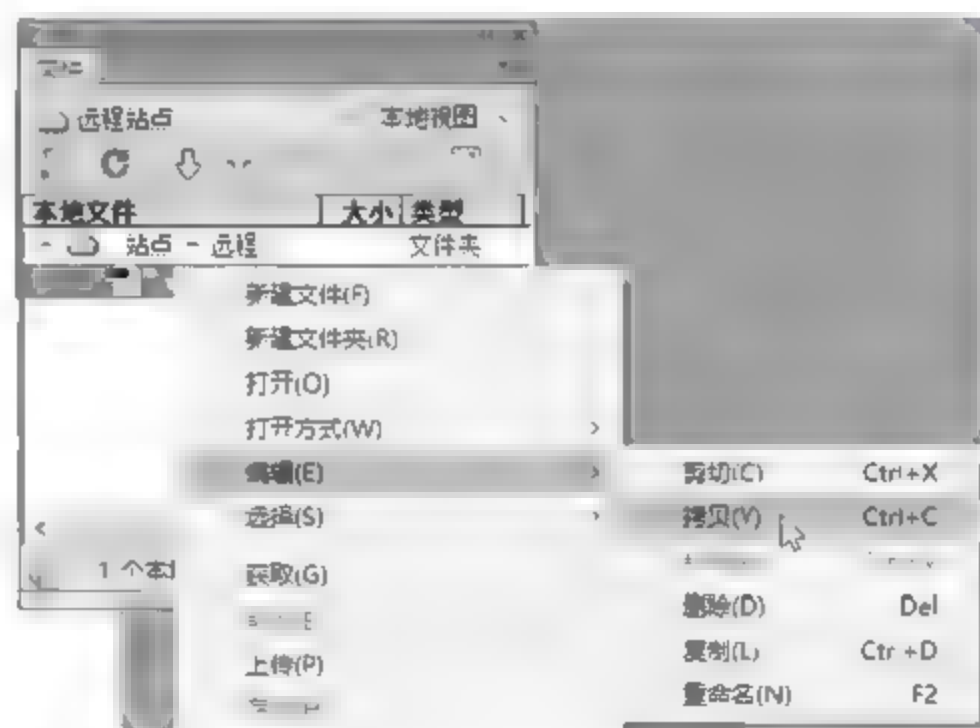 远程站点 本地视图
本地文件 大小 类型
站点 - 远程 文件夹
新建文件(F)
新建文件夹(R)
打开(O)
打开方式(W)
编辑(E)
选择(S)
获取(G)
上传(P)
1 个本地
剪切(C) Ctrl+X
拷贝(Y) Ctrl+C
删除(D) Del
复制(L) Ctrl+D
重命名(N) F2